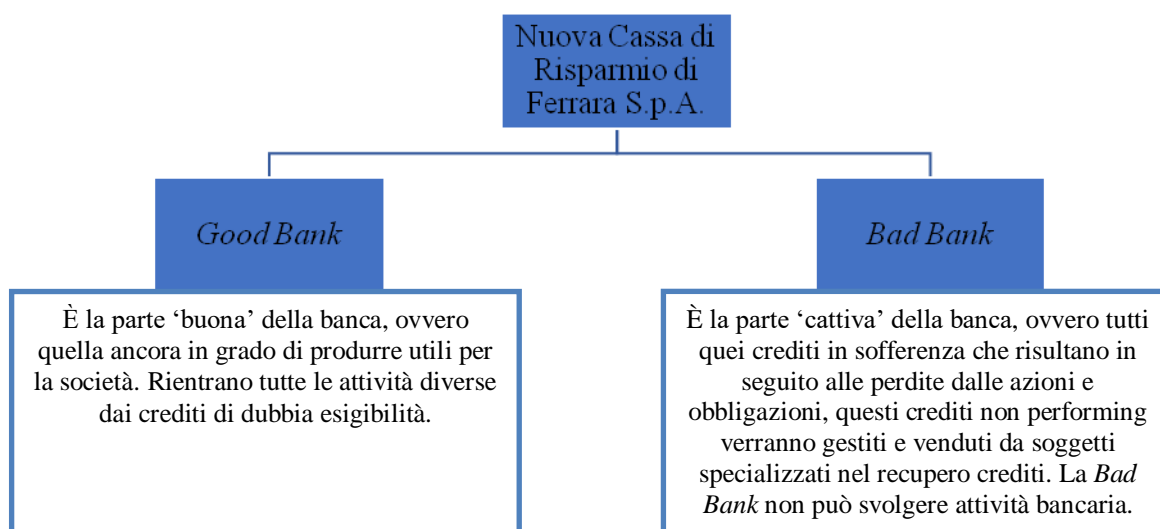 Nuova Cassa di
Risparmio di
Ferrara S.p.A.
Good Bank
È la parte ‘buona’ della banca, ovvero
quella ancora in grado di produrre utili per
la società. Rientrano tutte le attività diverse
dai crediti di dubbia esigibilità.
Bad Bank
È la parte ‘cattiva’ della banca, ovvero tutti
quei crediti in sofferenza che risultano in
seguito alle perdite dalle azioni e
obbligazioni, questi crediti non performing
verranno gestiti e venduti da soggetti
specializzati nel recupero crediti. La Bad
Bank non può svolgere attività bancaria.